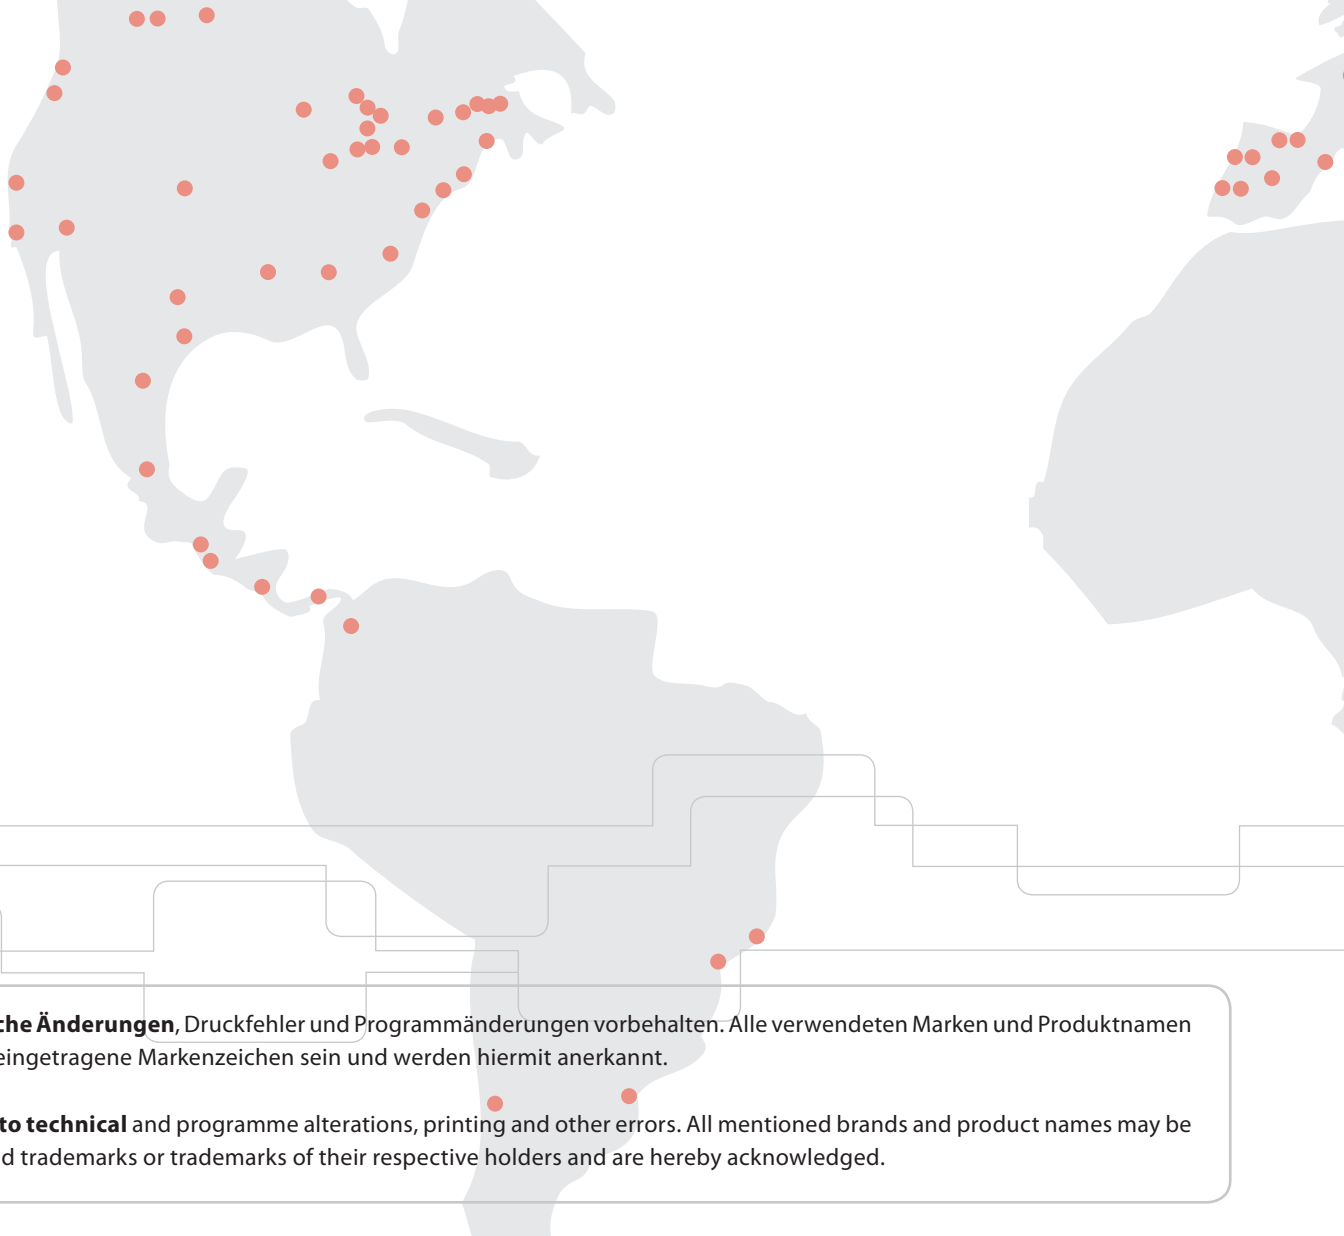 che Änderungen, Druckfehler und Programmänderungen vorbehalten. Alle verwendeten Marken und Produktnamen
eingetragene Markenzeichen sein und werden hiermit anerkannt.
to technical and programme alterations, printing and other errors. All mentioned brands and product names may be
d trademarks or trademarks of their respective holders and are hereby acknowledged.